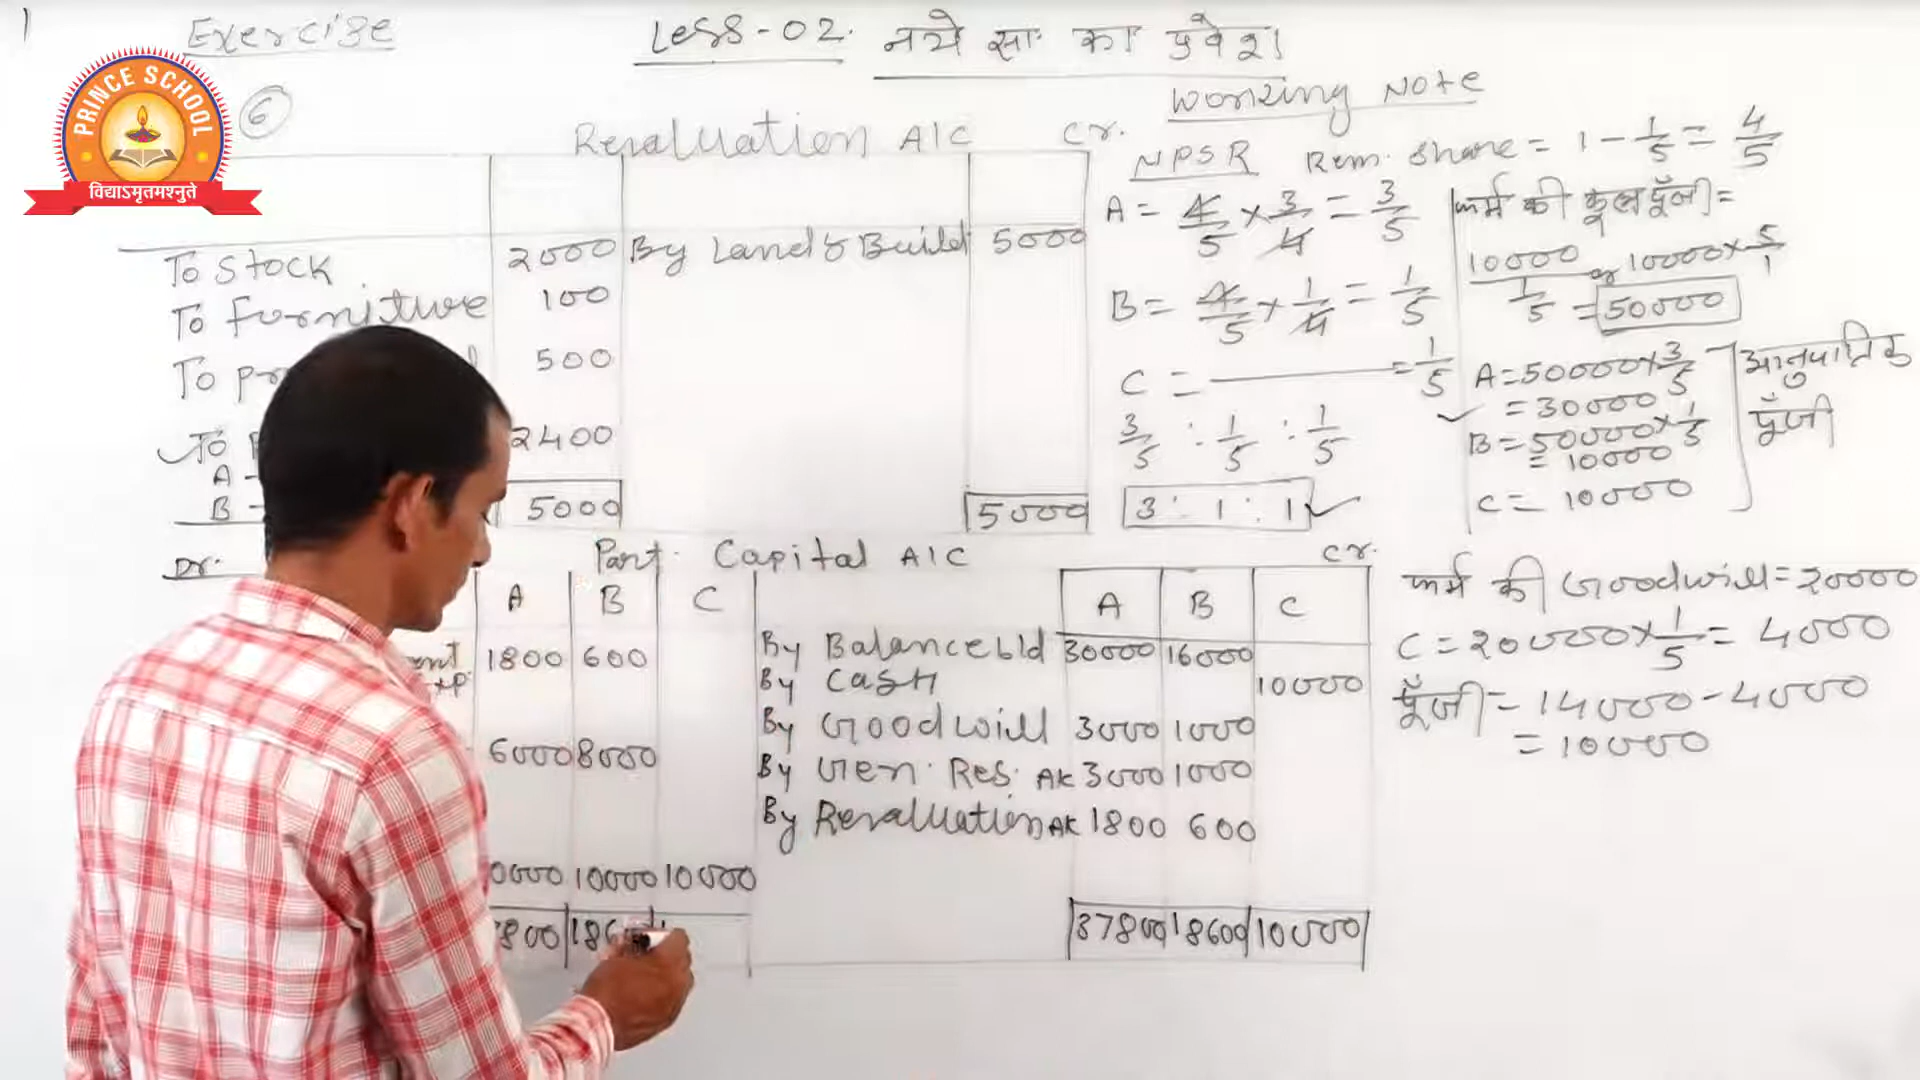 Exercise
Less-02. नये सा. का प्रवेश।
PRINCE SCHOOL
विद्याऽमृतमश्नुते
6
Working Note
Revaluation A/C Cr.
To Stock 2000 By Land & Build. 5000
To Furniture 100
To 500
To 2400
A -
B -
5000 5000
NPSR Rem. Share = 1 - 1/5 = 4/5
A = 4/5 × 3/4 = 3/5
B = 4/5 × 1/4 = 1/5
C = = 1/5
3/5 : 1/5 : 1/5
3 : 1 : 1 ✓
फर्म की कुल पूँजी =
10000 / 1/5 or 10000 × 5/1
= 50000
A = 50000 × 3/5
= 30000
B = 50000 × 1/5
= 10000
C = 10000
आनुपातिक
पूँजी
Dr. Part. Capital A/C Cr.
A B C A B C
1800 600 By Balance b/d 30000 16000
By Cash 10000
By Goodwill 3000 1000
6000 8000 By Gen. Res. A/c 3000 1000
By Revaluation A/c 1800 600
0000 10000 10000
800 186 37800 18600 10000
फर्म की Goodwill = 20000
C = 20000 × 1/5 = 4000
पूँजी = 14000 - 4000
= 10000